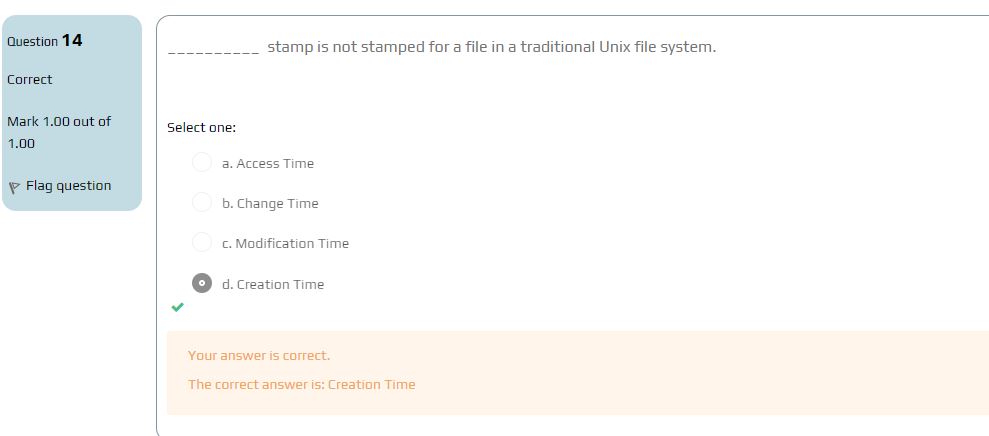 Question 14
Correct
Mark 1.00 out of
1.00
Flag question
__________ stamp is not stamped for a file in a traditional Unix file system.
Select one:
a. Access Time
b. Change Time
c. Modification Time
d. Creation Time
Your answer is correct.
The correct answer is: Creation Time